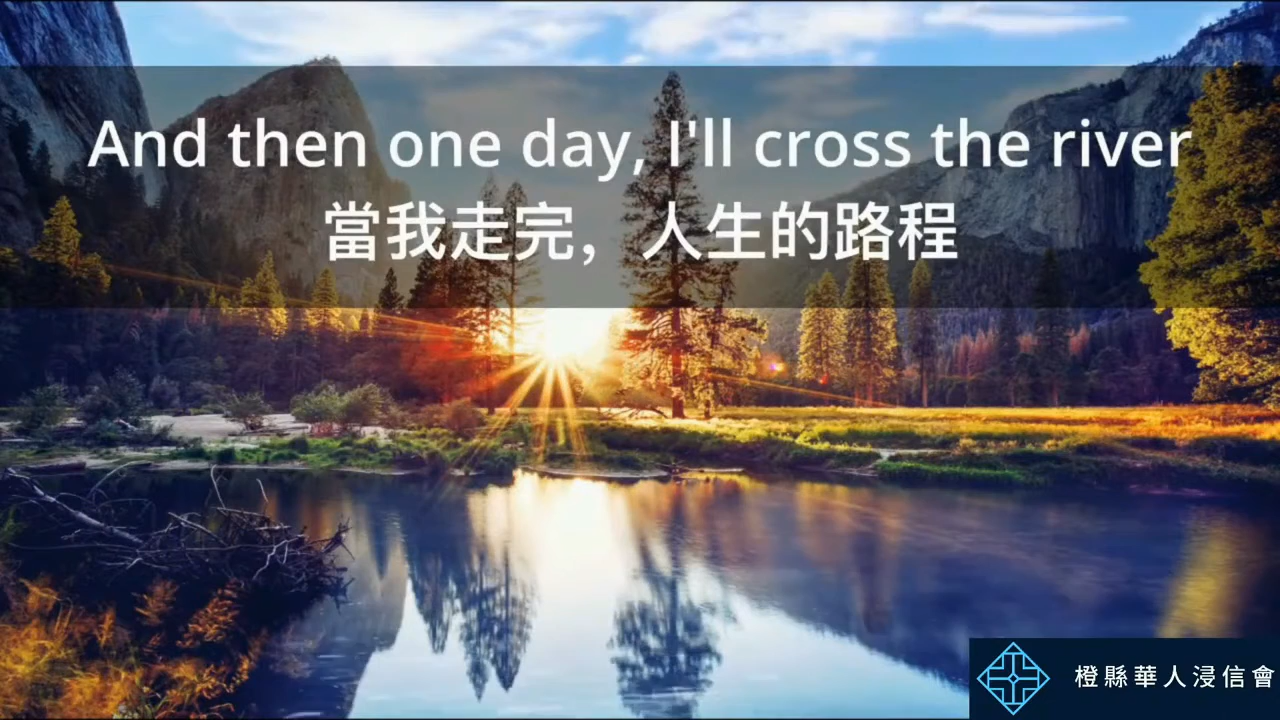 And then one day, I'll cross the river
當我走完，人生的路程
橙縣華人浸信會